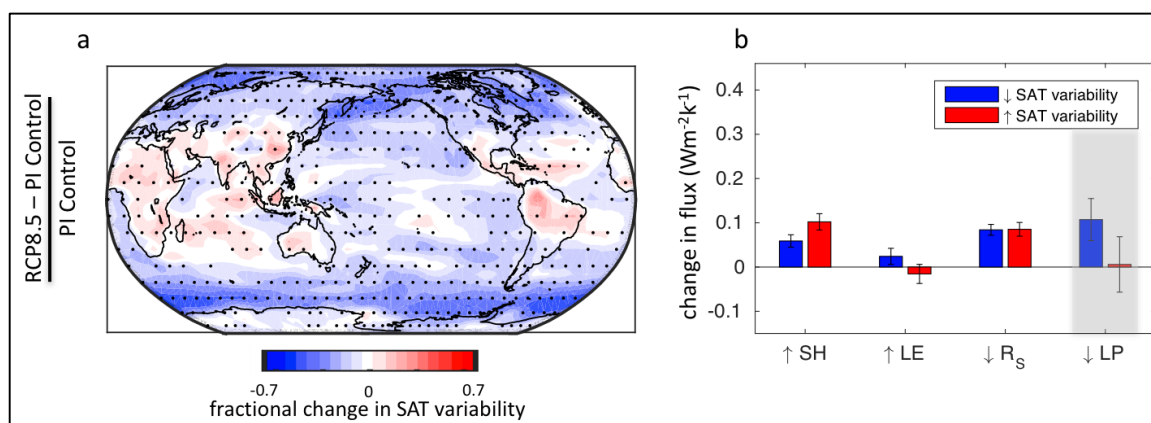 a
RCP8.5 – PI Control
PI Control
-0.7
0
0.7
fractional change in SAT variability
b
↓ SAT variability
↑ SAT variability
change in flux (Wm⁻²k⁻¹)
0.4
0.3
0.2
0.1
0
-0.1
↑ SH
↑ LE
↓ R_S
↓ LP